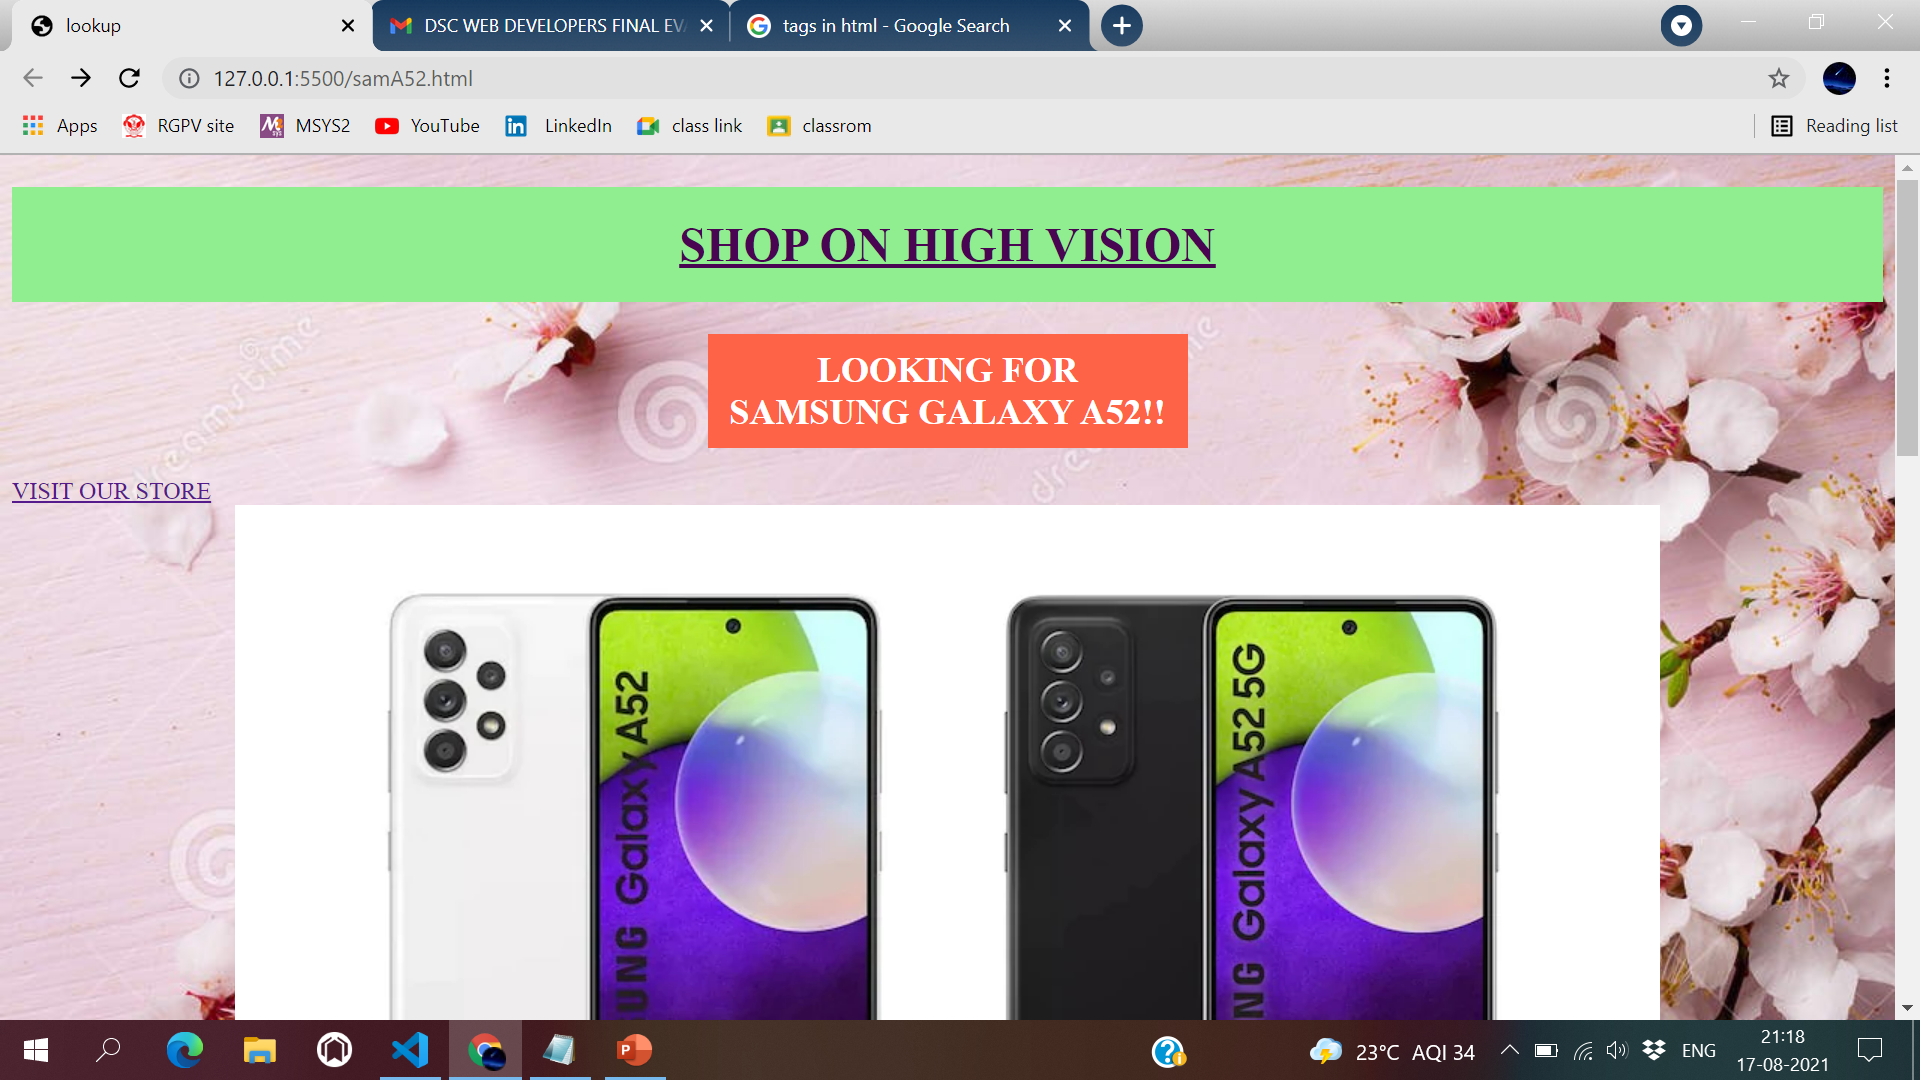 lookup
DSC WEB DEVELOPERS FINAL EV
tags in html - Google Search
127.0.0.1:5500/samA52.html
Apps
RGPV site
MSYS2
YouTube
LinkedIn
class link
classrom
Reading list
SHOP ON HIGH VISION
LOOKING FOR
SAMSUNG GALAXY A52!!
VISIT OUR STORE
dreamstime
UNG Galaxy A52
NG Galaxy A52 5G
23°C AQI 34
ENG
21:18
17-08-2021